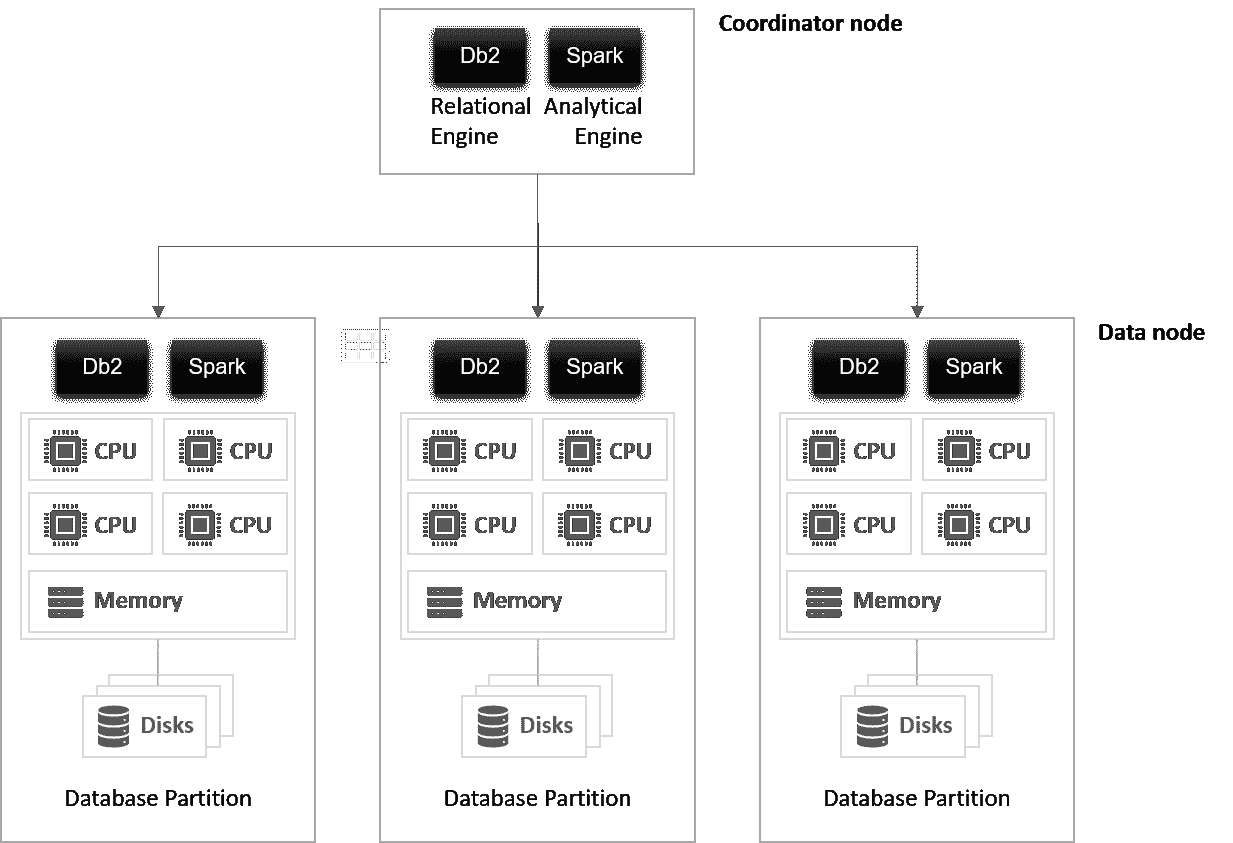 Coordinator node
Db2 Spark
Relational Analytical
Engine Engine
Data node
Db2 Spark Db2 Spark Db2 Spark
CPU CPU CPU CPU CPU CPU
CPU CPU CPU CPU CPU CPU
Memory Memory Memory
Disks Disks Disks
Database Partition Database Partition Database Partition